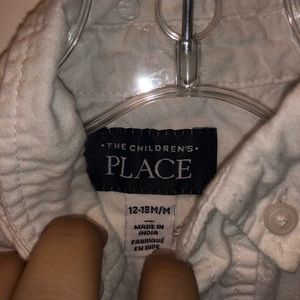 • THE CHILDREN'S •
PLACE
12-18M/M
MADE IN
INDIA
FABRIQUÉ
EN INDE